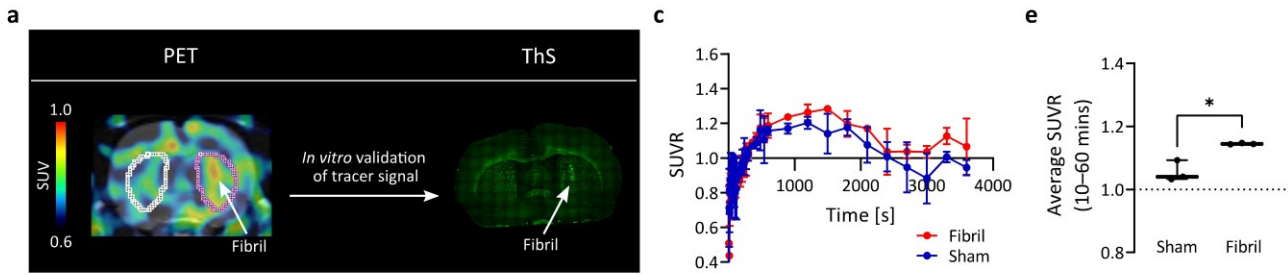 a
PET
ThS
1.0
SUV
0.6
Fibril
In vitro validation
of tracer signal
Fibril
c
1.6
1.4
1.2
1.0
0.8
0.6
0.4
SUVR
1000
2000
3000
4000
Time [s]
Fibril
Sham
e
1.4
1.2
1.0
0.8
Average SUVR
(10–60 mins)
*
Sham
Fibril